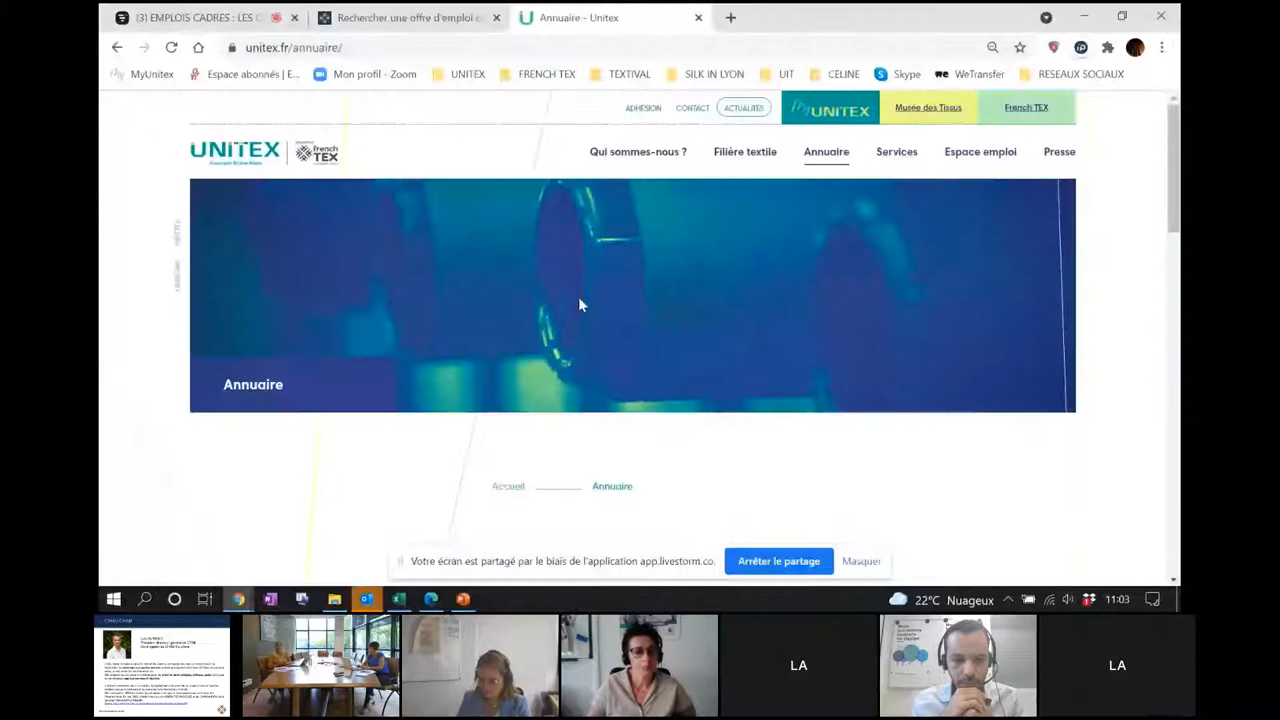 (3) EMPLOIS CADRES : LES C
Rechercher une offre d'emploi c
Annuaire - Unitex
unitex.fr/annuaire/
MyUnitex
Espace abonnés | E...
Mon profil - Zoom
UNITEX
FRENCH TEX
TEXTIVAL
SILK IN LYON
UIT
CELINE
Skype
WeTransfer
RESEAUX SOCIAUX
ADHÉSION
CONTACT
ACTUALITÉS
My UNITEX
Musée des Tissus
French TEX
UNITEX
Auvergne Rhône-Alpes
French TEX
Qui sommes-nous ?
Filière textile
Annuaire
Services
Espace emploi
Presse
Annuaire
Accueil
Annuaire
Votre écran est partagé par le biais de l'application app.livestorm.co.
Arrêter le partage
Masquer
22°C Nuageux
11:03
LA
LA